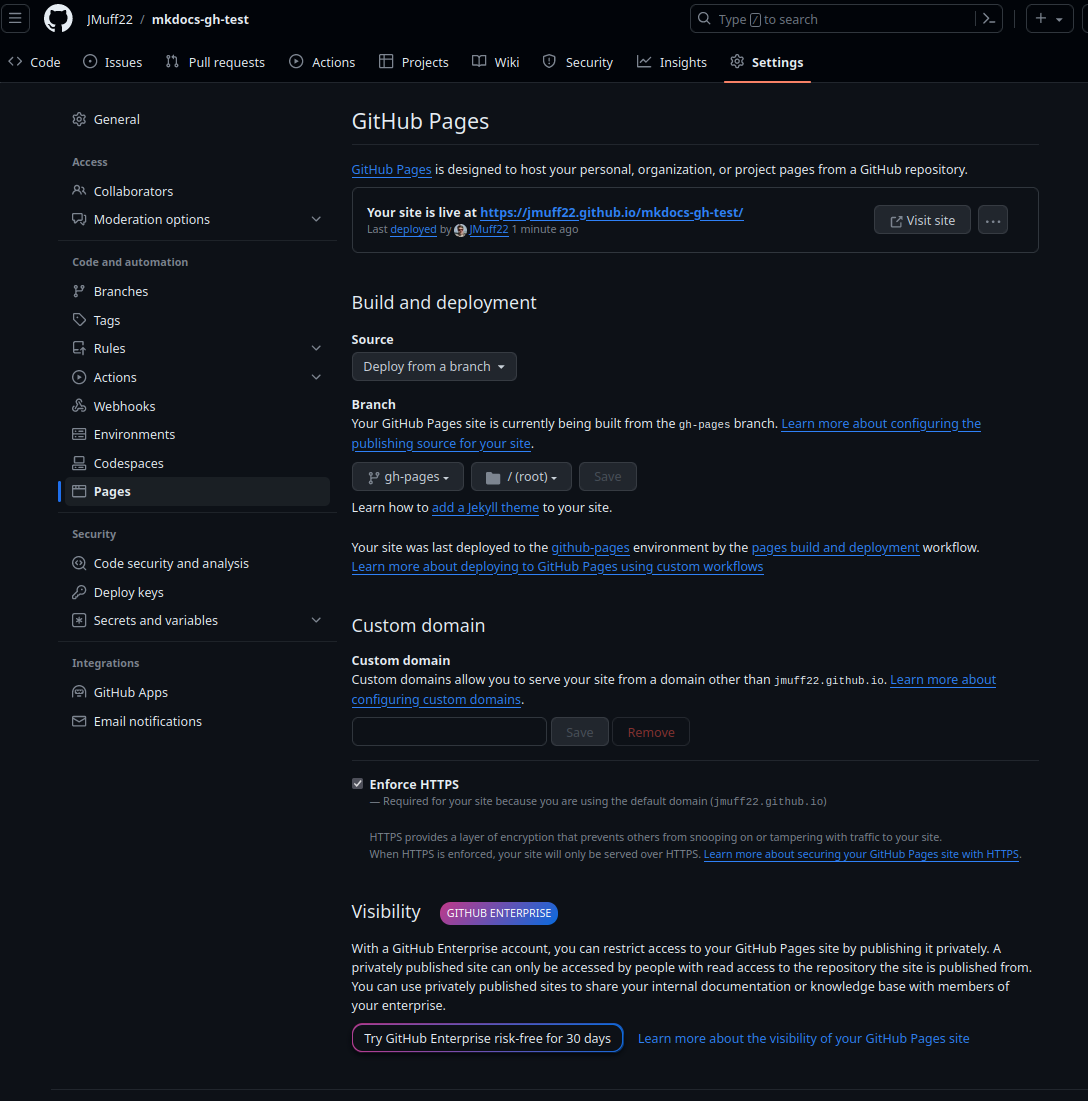 JMuff22 / mkdocs-gh-test
Type / to search
Code Issues Pull requests Actions Projects Wiki Security Insights Settings
General
Access
Collaborators
Moderation options
Code and automation
Branches
Tags
Rules
Actions
Webhooks
Environments
Codespaces
Pages
Security
Code security and analysis
Deploy keys
Secrets and variables
Integrations
GitHub Apps
Email notifications
GitHub Pages
GitHub Pages is designed to host your personal, organization, or project pages from a GitHub repository.
Your site is live at https://jmuff22.github.io/mkdocs-gh-test/
Last deployed by JMuff22 1 minute ago
Visit site
Build and deployment
Source
Deploy from a branch
Branch
Your GitHub Pages site is currently being built from the gh-pages branch. Learn more about configuring the
publishing source for your site.
gh-pages / (root) Save
Learn how to add a Jekyll theme to your site.
Your site was last deployed to the github-pages environment by the pages build and deployment workflow.
Learn more about deploying to GitHub Pages using custom workflows
Custom domain
Custom domain
Custom domains allow you to serve your site from a domain other than jmuff22.github.io. Learn more about
configuring custom domains.
Save Remove
Enforce HTTPS
— Required for your site because you are using the default domain (jmuff22.github.io)
HTTPS provides a layer of encryption that prevents others from snooping on or tampering with traffic to your site.
When HTTPS is enforced, your site will only be served over HTTPS. Learn more about securing your GitHub Pages site with HTTPS.
Visibility GITHUB ENTERPRISE
With a GitHub Enterprise account, you can restrict access to your GitHub Pages site by publishing it privately. A
privately published site can only be accessed by people with read access to the repository the site is published from.
You can use privately published sites to share your internal documentation or knowledge base with members of
your enterprise.
Try GitHub Enterprise risk-free for 30 days Learn more about the visibility of your GitHub Pages site